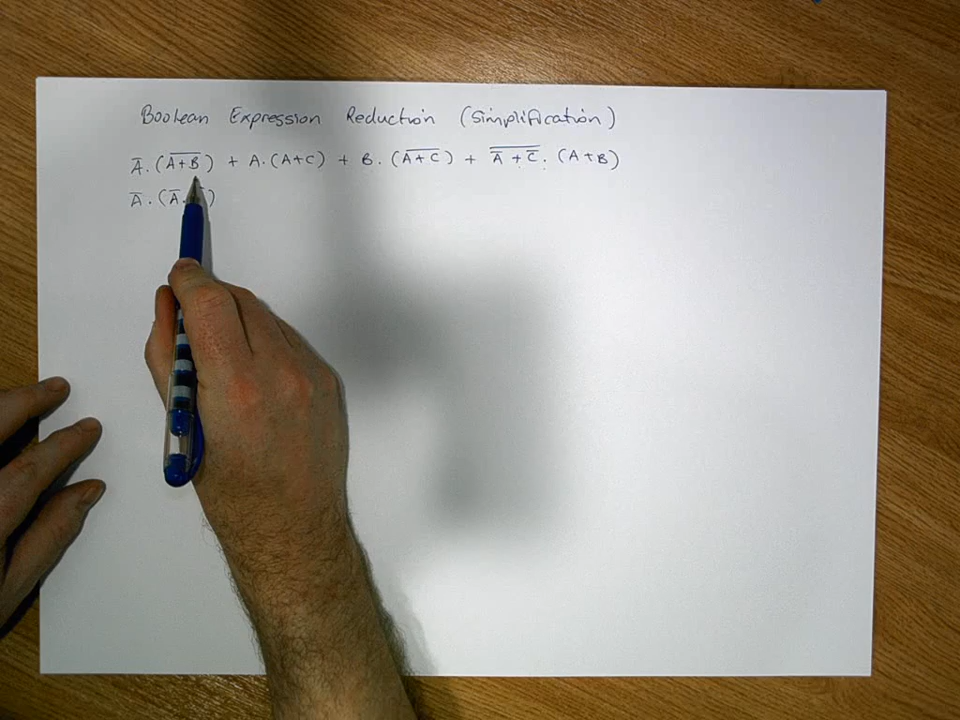 Boolean Expression Reduction (Simplification)
A̅.(A̅+̅B̅) + A.(A+C) + B.(A̅+̅C̅) + A̿ ̅+̅ ̅C̿.(A+B)
A̅.(A̅. )